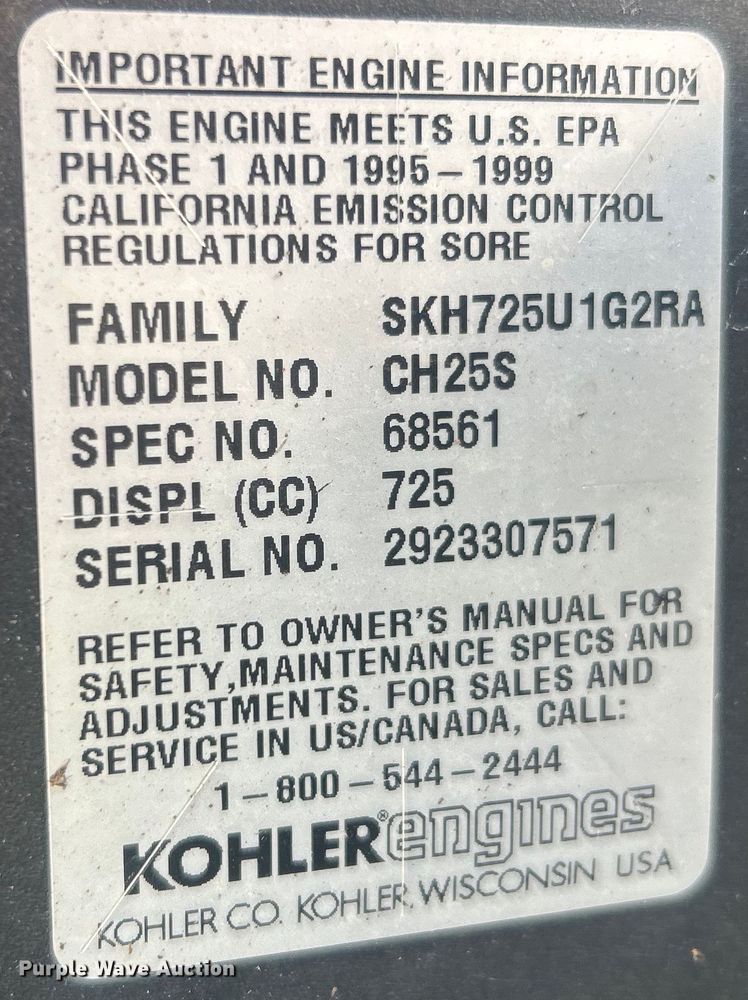 IMPORTANT ENGINE INFORMATION
THIS ENGINE MEETS U.S. EPA
PHASE 1 AND 1995–1999
CALIFORNIA EMISSION CONTROL
REGULATIONS FOR SORE
FAMILY SKH725U1G2RA
MODEL NO. CH25S
SPEC NO. 68561
DISPL (CC) 725
SERIAL NO. 2923307571
REFER TO OWNER'S MANUAL FOR
SAFETY,MAINTENANCE SPECS AND
ADJUSTMENTS. FOR SALES AND
SERVICE IN US/CANADA, CALL:
1–800–544–2444
KOHLER® engines
KOHLER CO. KOHLER, WISCONSIN USA
Purple Wave Auction